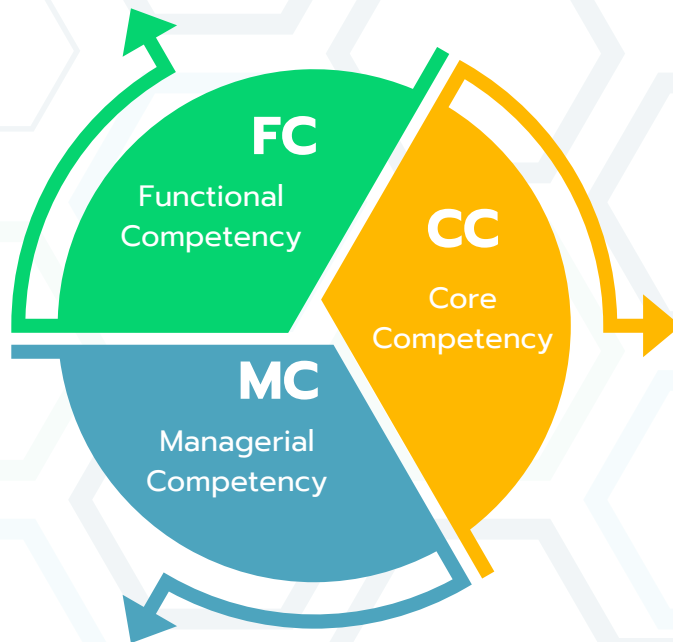 FC
Functional
Competency
CC
Core
Competency
MC
Managerial
Competency